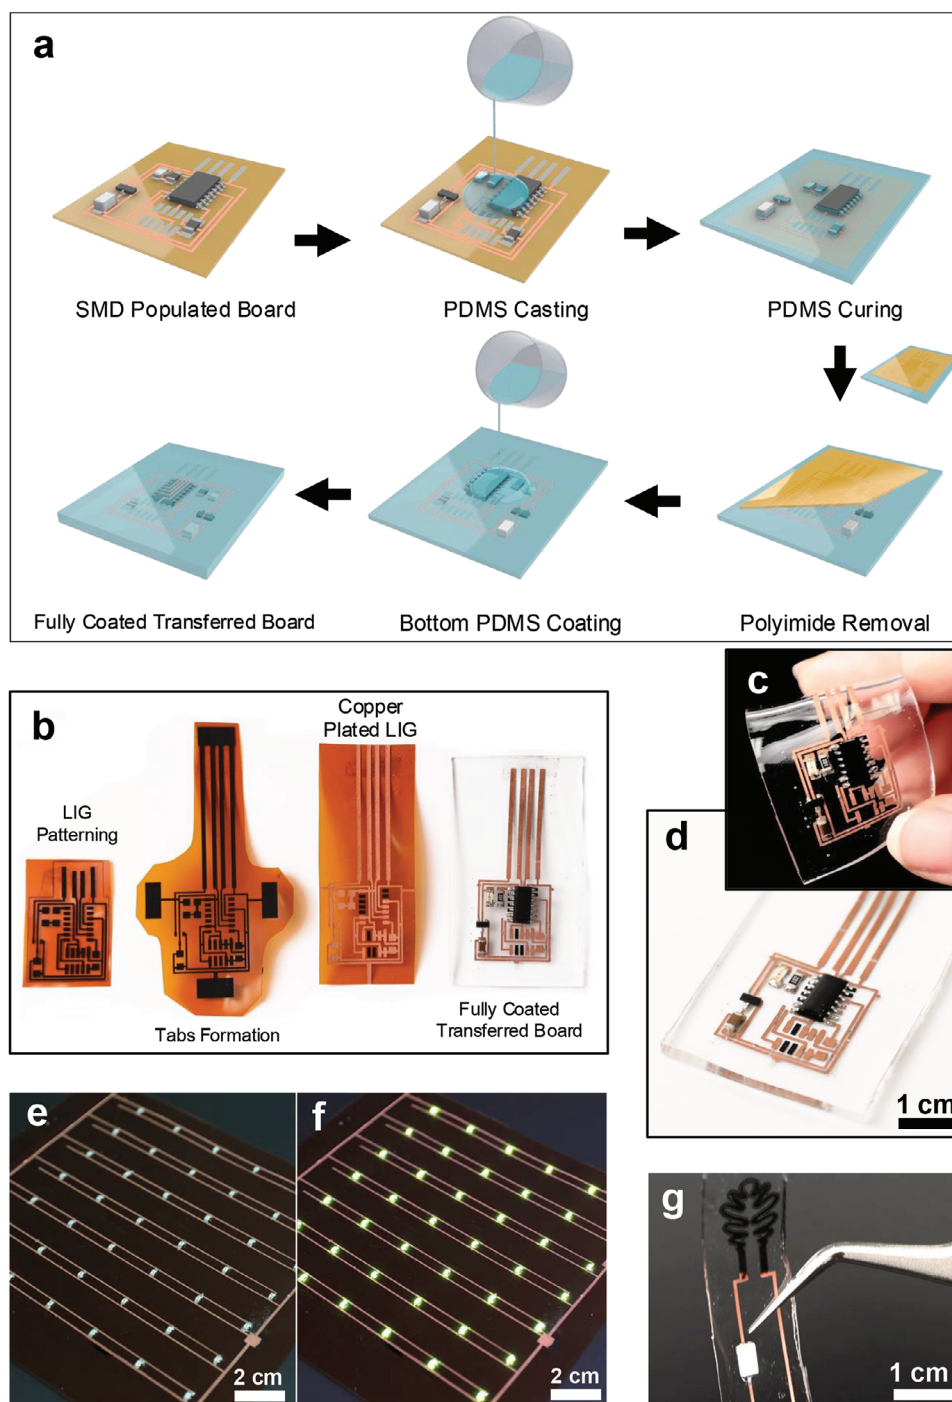 a
SMD Populated Board
PDMS Casting
PDMS Curing
Fully Coated Transferred Board
Bottom PDMS Coating
Polyimide Removal
b
LIG
Patterning
Tabs Formation
Copper
Plated LIG
Fully Coated
Transferred Board
c
d
1 cm
e
2 cm
f
2 cm
g
1 cm